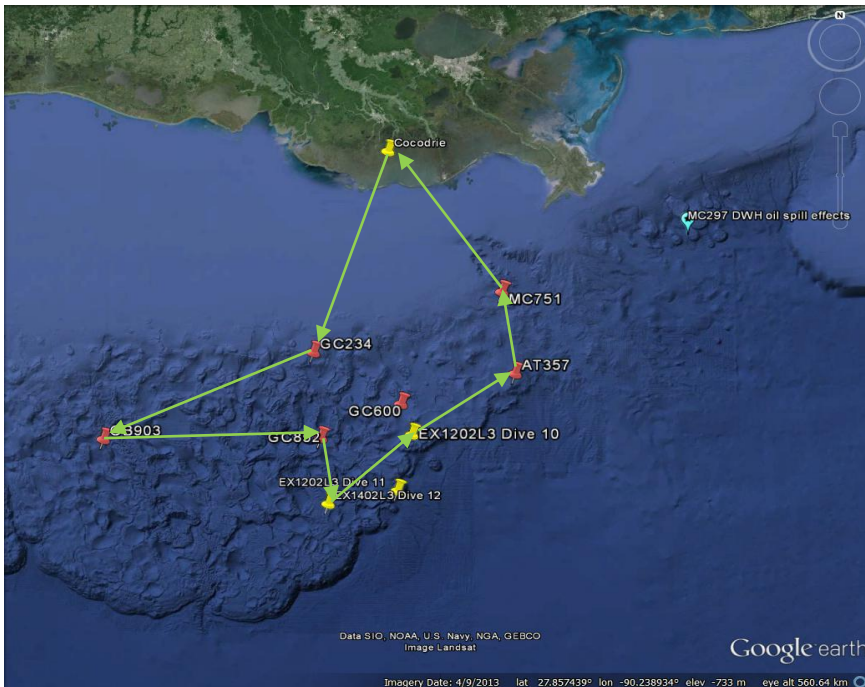 N
Cocodrie
MC297 DWH oil spill effects
MC751
GC234
AT357
GC600
GB903
GC852
EX1202L3 Dive 10
EX1202L3 Dive 11
EX1402L3 Dive 12
Data SIO, NOAA, U.S. Navy, NGA, GEBCO
Image Landsat
Google earth
Imagery Date: 4/9/2013 lat 27.857439° lon -90.238934° elev -733 m eye alt 560.64 km